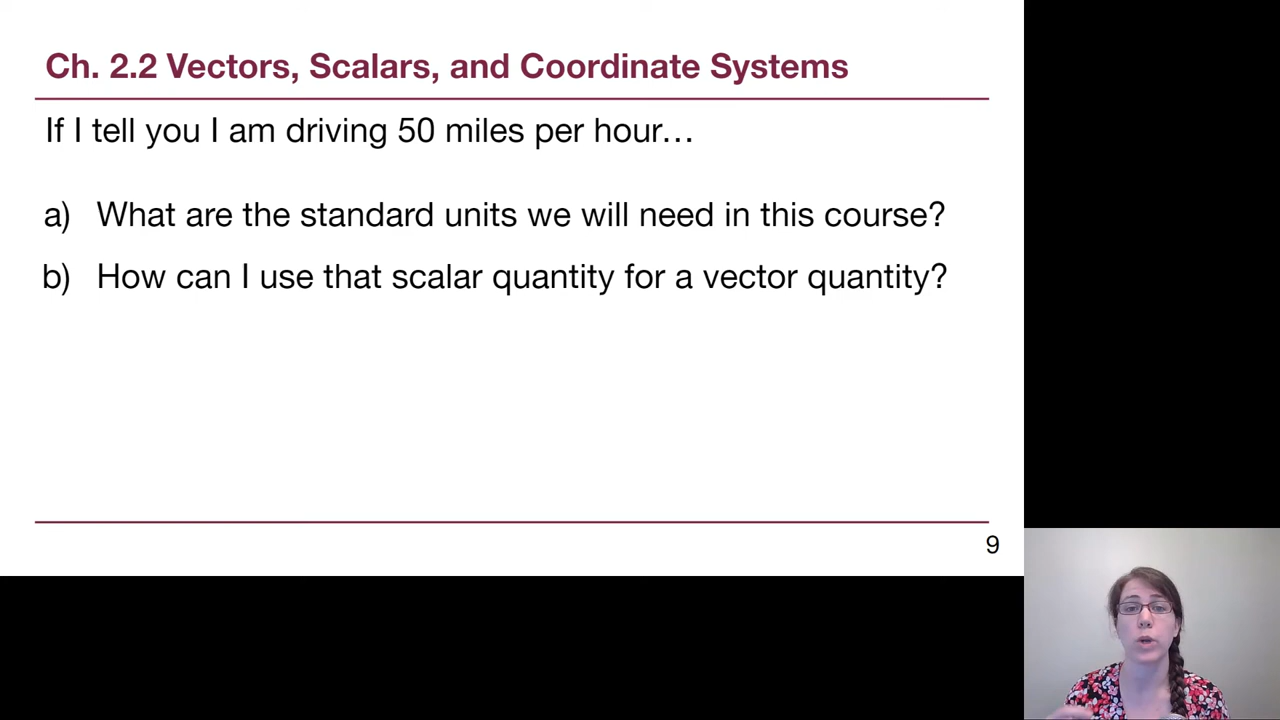 Ch. 2.2 Vectors, Scalars, and Coordinate Systems
If I tell you I am driving 50 miles per hour…
a) What are the standard units we will need in this course?
b) How can I use that scalar quantity for a vector quantity?
9